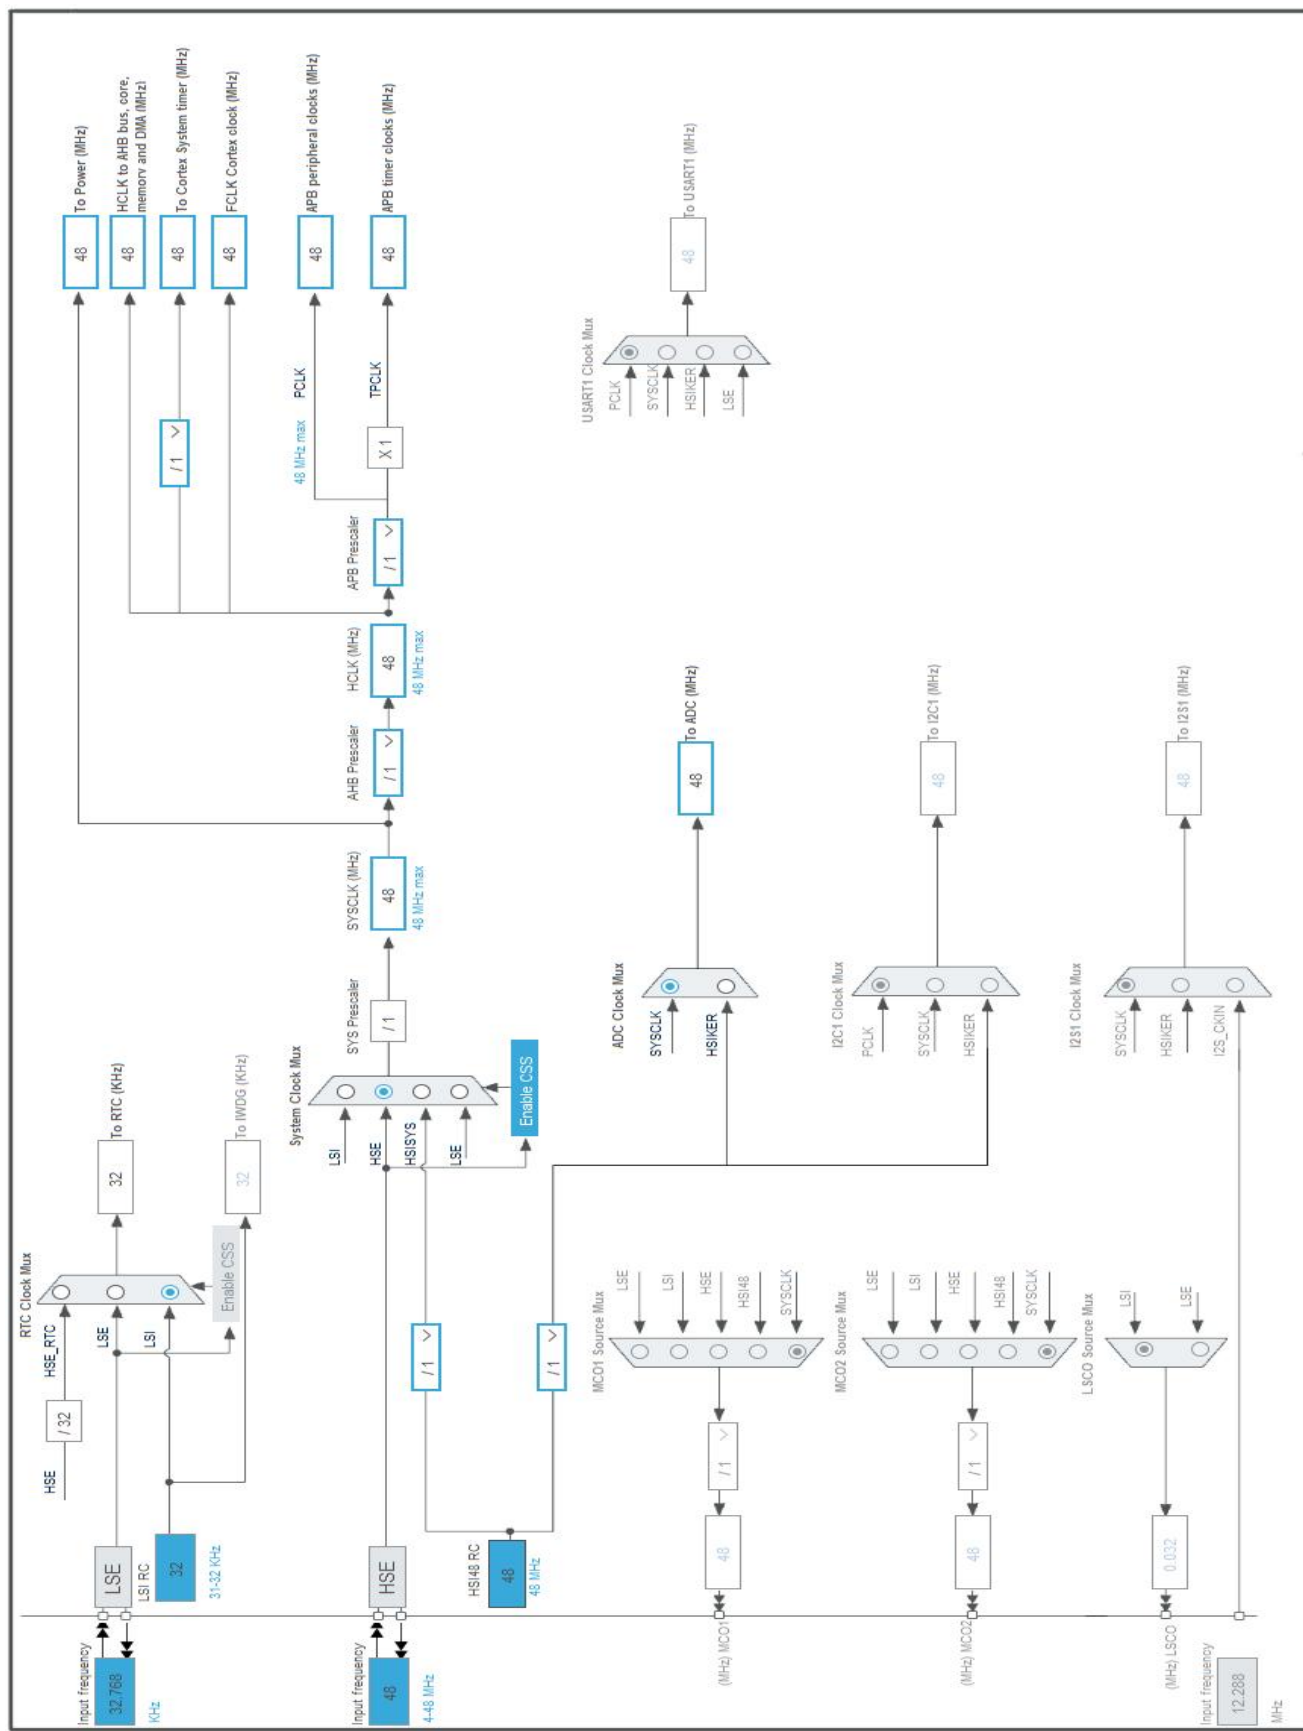 RTC Clock Mux
HSE
/ 32
HSE_RTC
Input frequency
32.768
KHz
LSE
LSE
LSI RC
32
31-32 KHz
LSI
Enable CSS
32
To RTC (KHz)
32
To IWDG (KHz)
System Clock Mux
LSI
HSE
HSISYS
LSE
Enable CSS
Input frequency
48
4-48 MHz
HSE
HSI48 RC
48
48 MHz
/ 1
/ 1
SYS Prescaler
/ 1
SYSCLK (MHz)
48
48 MHz max
AHB Prescaler
/ 1
HCLK (MHz)
48
48 MHz max
APB Prescaler
/ 1
/ 1
X 1
48 MHz max
PCLK
TPCLK
48
To Power (MHz)
48
HCLK to AHB bus, core,
memory and DMA (MHz)
48
To Cortex System timer (MHz)
48
FCLK Cortex clock (MHz)
48
APB peripheral clocks (MHz)
48
APB timer clocks (MHz)
ADC Clock Mux
SYSCLK
HSIKER
48
To ADC (MHz)
USART1 Clock Mux
PCLK
SYSCLK
HSIKER
LSE
48
To USART1 (MHz)
MCO1 Source Mux
LSE
LSI
HSE
HSI48
SYSCLK
/ 1
48
(MHz) MCO1
I2C1 Clock Mux
PCLK
SYSCLK
HSIKER
48
To I2C1 (MHz)
MCO2 Source Mux
LSE
LSI
HSE
HSI48
SYSCLK
/ 1
48
(MHz) MCO2
I2S1 Clock Mux
SYSCLK
HSIKER
I2S_CKIN
48
To I2S1 (MHz)
LSCO Source Mux
LSI
LSE
0.032
(MHz) LSCO
Input frequency
12.288
MHz